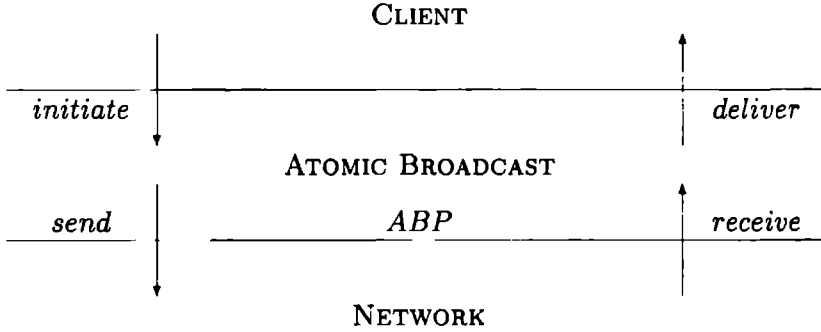 CLIENT
initiate deliver
ATOMIC BROADCAST
send ABP receive
NETWORK